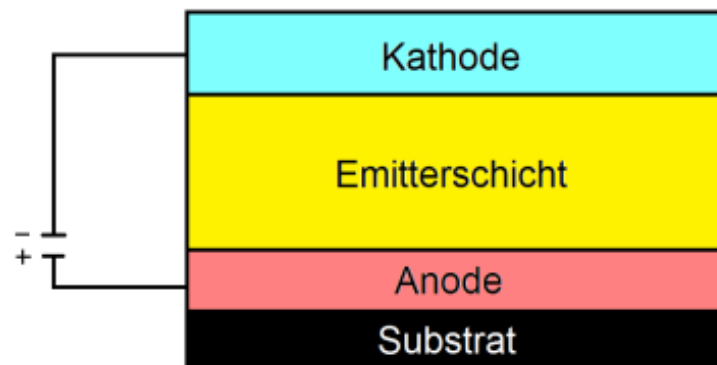 Kathode
Emitterschicht
−
+
Anode
Substrat